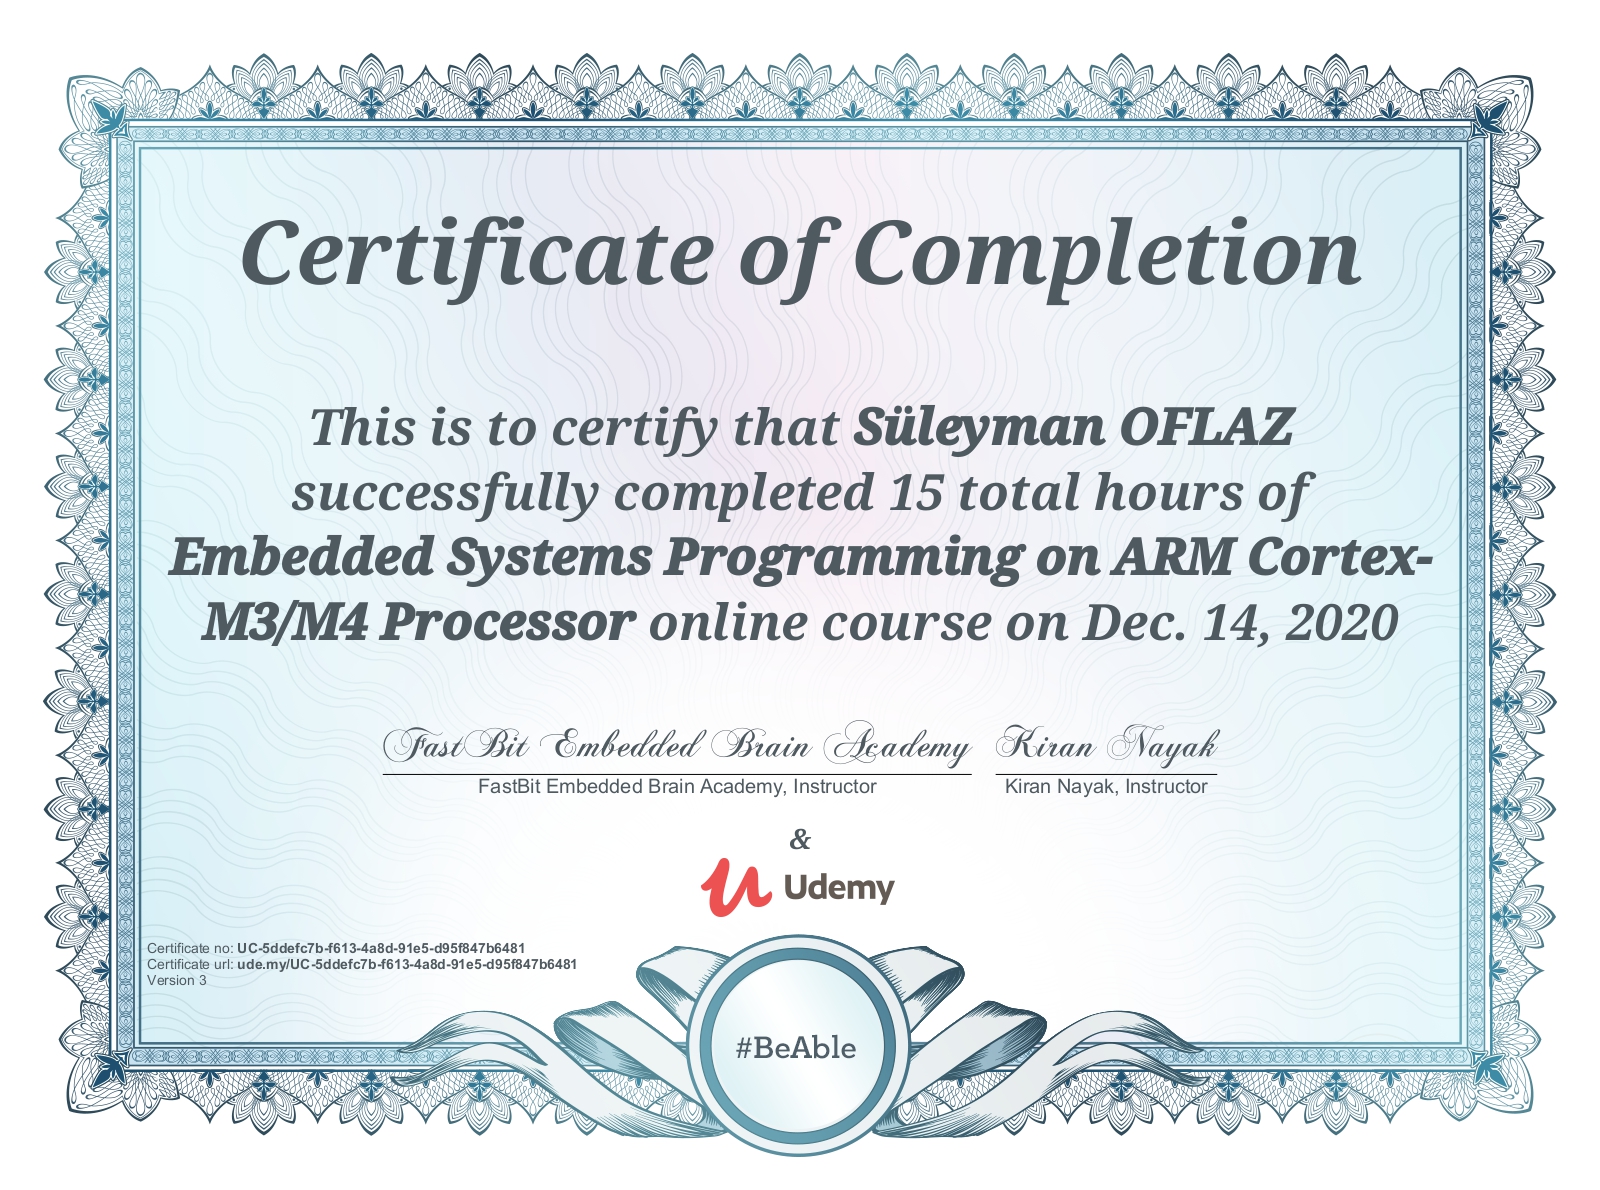 Certificate of Completion
This is to certify that Süleyman OFLAZ
successfully completed 15 total hours of
Embedded Systems Programming on ARM Cortex-
M3/M4 Processor online course on Dec. 14, 2020
FastBit Embedded Brain Academy Kiran Nayak
FastBit Embedded Brain Academy, Instructor Kiran Nayak, Instructor
&
Udemy
Certificate no: UC-5ddefc7b-f613-4a8d-91e5-d95f847b6481
Certificate url: ude.my/UC-5ddefc7b-f613-4a8d-91e5-d95f847b6481
Version 3
#BeAble